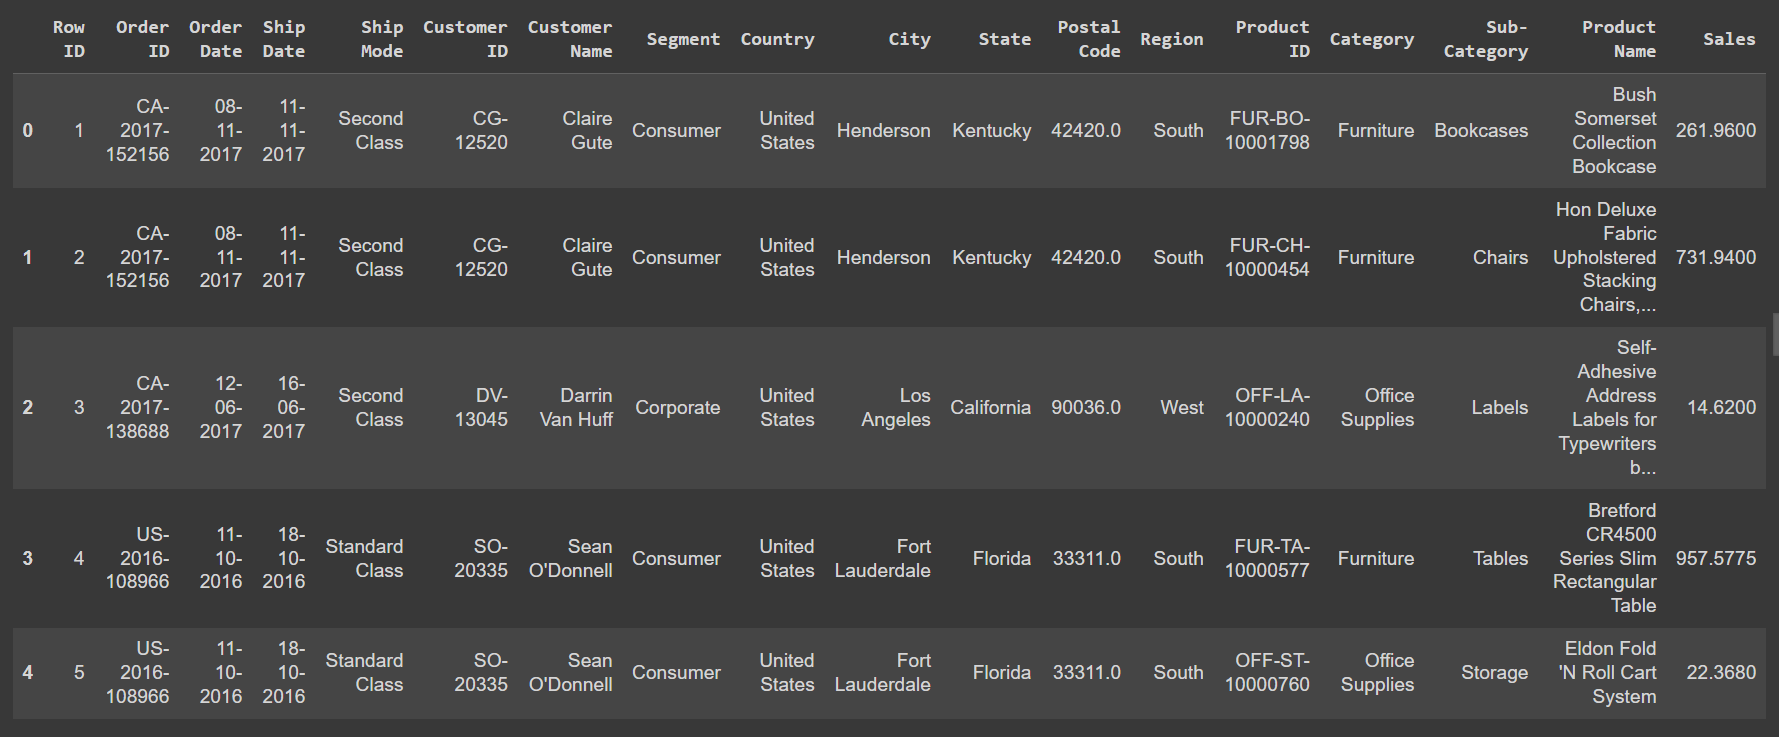 Row ID Order ID Order Date Ship Date Ship Mode Customer ID Customer Name Segment Country City State Postal Code Region Product ID Category Sub-Category Product Name Sales
0 1 CA-2017-152156 08-11-2017 11-11-2017 Second Class CG-12520 Claire Gute Consumer United States Henderson Kentucky 42420.0 South FUR-BO-10001798 Furniture Bookcases Bush Somerset Collection Bookcase 261.9600
1 2 CA-2017-152156 08-11-2017 11-11-2017 Second Class CG-12520 Claire Gute Consumer United States Henderson Kentucky 42420.0 South FUR-CH-10000454 Furniture Chairs Hon Deluxe Fabric Upholstered Stacking Chairs,... 731.9400
2 3 CA-2017-138688 12-06-2017 16-06-2017 Second Class DV-13045 Darrin Van Huff Corporate United States Los Angeles California 90036.0 West OFF-LA-10000240 Office Supplies Labels Self-Adhesive Address Labels for Typewriters b... 14.6200
3 4 US-2016-108966 11-10-2016 18-10-2016 Standard Class SO-20335 Sean O'Donnell Consumer United States Fort Lauderdale Florida 33311.0 South FUR-TA-10000577 Furniture Tables Bretford CR4500 Series Slim Rectangular Table 957.5775
4 5 US-2016-108966 11-10-2016 18-10-2016 Standard Class SO-20335 Sean O'Donnell Consumer United States Fort Lauderdale Florida 33311.0 South OFF-ST-10000760 Office Supplies Storage Eldon Fold 'N Roll Cart System 22.3680